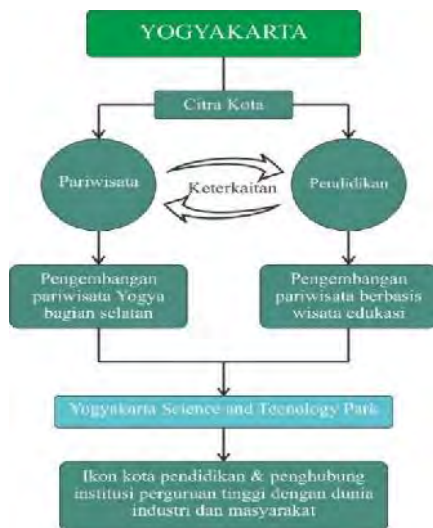 YOGYAKARTA
Citra Kota
Pariwisata
Keterkaitan
Pendidikan
Pengembangan
pariwisata Yogya
bagian selatan
Pengembangan
pariwisata berbasis
wisata edukasi
Yogyakarta Science and Tecnology Park
Ikon kota pendidikan & penghubung
institusi perguruan tinggi dengan dunia
industri dan masyarakat